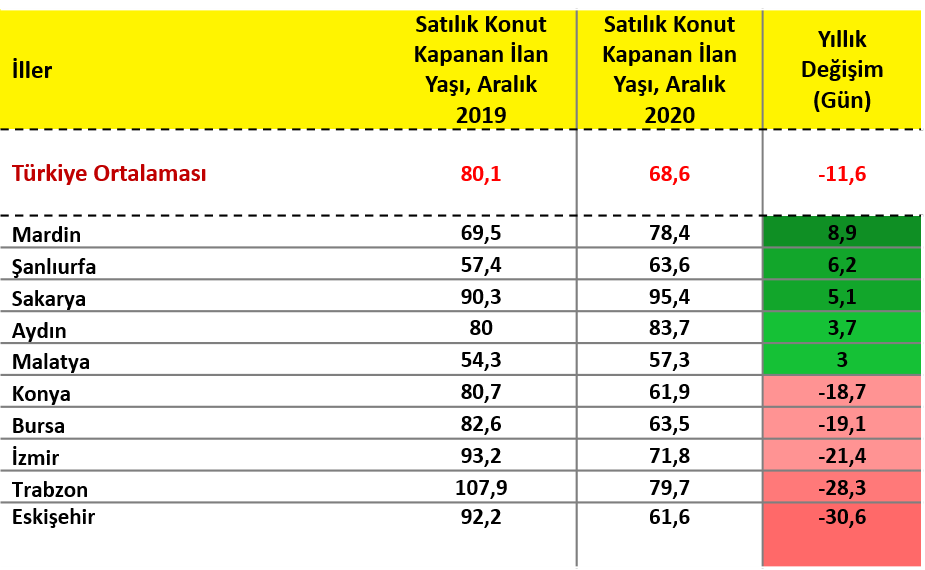 İller
Satılık Konut
Kapanan İlan
Yaşı, Aralık
2019
Satılık Konut
Kapanan İlan
Yaşı, Aralık
2020
Yıllık
Değişim
(Gün)
Türkiye Ortalaması 80,1 68,6 -11,6
Mardin 69,5 78,4 8,9
Şanlıurfa 57,4 63,6 6,2
Sakarya 90,3 95,4 5,1
Aydın 80 83,7 3,7
Malatya 54,3 57,3 3
Konya 80,7 61,9 -18,7
Bursa 82,6 63,5 -19,1
İzmir 93,2 71,8 -21,4
Trabzon 107,9 79,7 -28,3
Eskişehir 92,2 61,6 -30,6